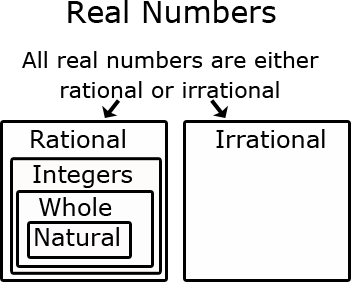 Real Numbers
All real numbers are either
rational or irrational
Rational
Irrational
Integers
Whole
Natural